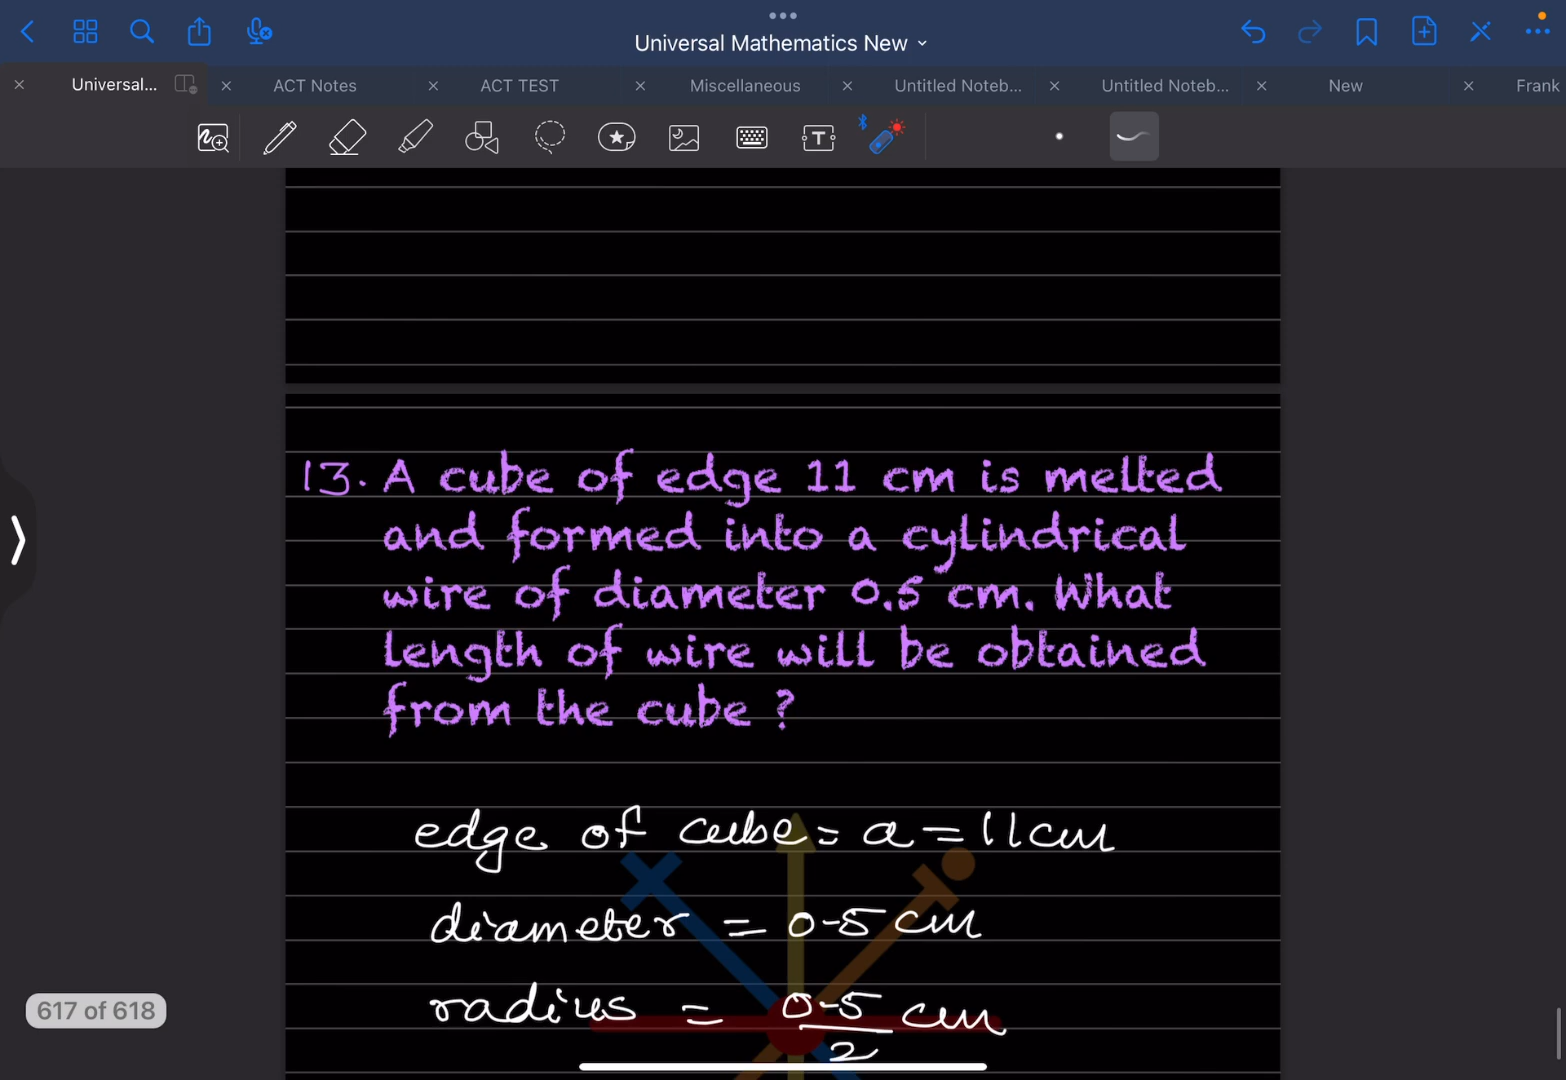 Universal Mathematics New
Universal...
ACT Notes
ACT TEST
Miscellaneous
Untitled Noteb...
Untitled Noteb...
New
Frank
T
13. A cube of edge 11 cm is melted
and formed into a cylindrical
wire of diameter 0.5 cm. What
length of wire will be obtained
from the cube ?
edge of cube = a = 11 cm
diameter = 0.5 cm
radius = 0.5/2 cm
617 of 618